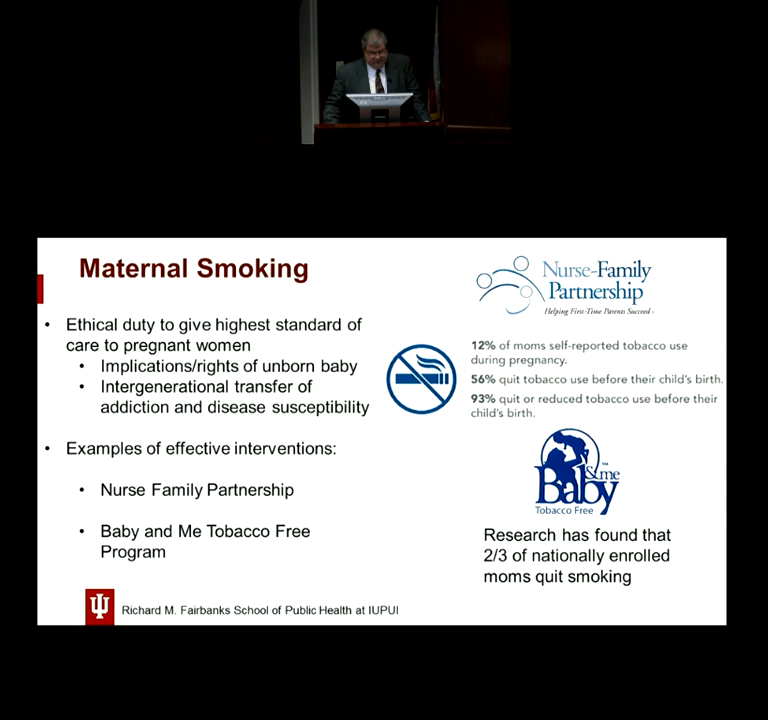 Maternal Smoking
• Ethical duty to give highest standard of
care to pregnant women
• Implications/rights of unborn baby
• Intergenerational transfer of
addiction and disease susceptibility
• Examples of effective interventions:
• Nurse Family Partnership
• Baby and Me Tobacco Free
Program
Nurse-Family
Partnership
Helping First-Time Parents Succeed
12% of moms self-reported tobacco use
during pregnancy.
56% quit tobacco use before their child's birth.
93% quit or reduced tobacco use before their
child's birth.
&me
Baby
™
Tobacco Free
Research has found that
2/3 of nationally enrolled
moms quit smoking
Richard M. Fairbanks School of Public Health at IUPUI